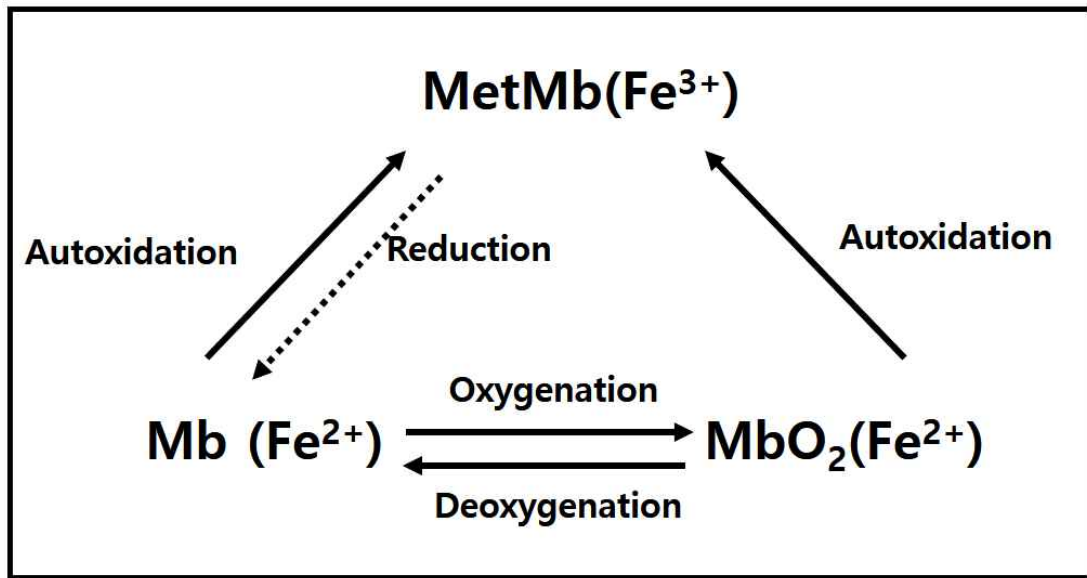 MetMb(Fe³⁺)
Autoxidation
Reduction
Autoxidation
Oxygenation
Mb (Fe²⁺)
MbO₂(Fe²⁺)
Deoxygenation